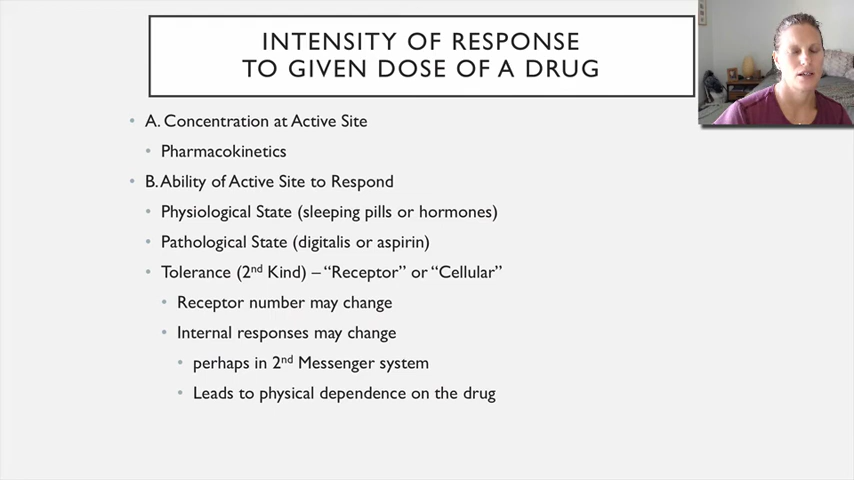 INTENSITY OF RESPONSE
TO GIVEN DOSE OF A DRUG
• A. Concentration at Active Site
• Pharmacokinetics
• B. Ability of Active Site to Respond
• Physiological State (sleeping pills or hormones)
• Pathological State (digitalis or aspirin)
• Tolerance (2nd Kind) – “Receptor” or “Cellular”
• Receptor number may change
• Internal responses may change
• perhaps in 2nd Messenger system
• Leads to physical dependence on the drug